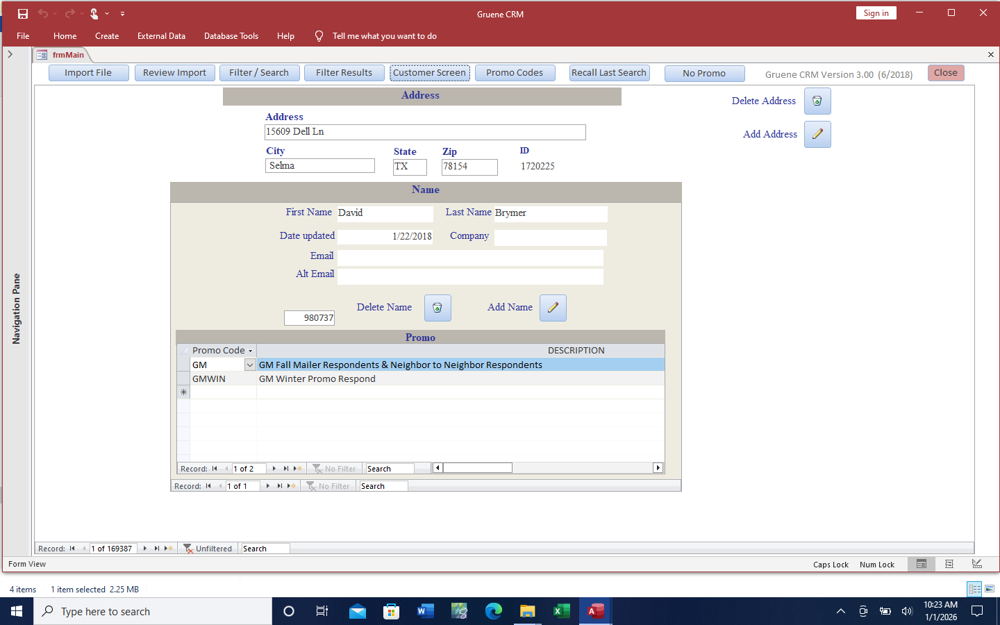 Gruene CRM
Sign in
File Home Create External Data Database Tools Help Tell me what you want to do
frmMain
Import File Review Import Filter / Search Filter Results Customer Screen Promo Codes Recall Last Search No Promo Gruene CRM Version 3.00 (6/2018) Close
Address
Delete Address
Address
15609 Dell Ln
Add Address
City State Zip ID
Selma TX 78154 1720225
Name
First Name David Last Name Brymer
Date updated 1/22/2018 Company
Email
Alt Email
Delete Name Add Name
980737
Promo
Promo Code DESCRIPTION
GM GM Fall Mailer Respondents & Neighbor to Neighbor Respondents
GMWIN GM Winter Promo Respond
Record: 1 of 2 No Filter Search
Record: 1 of 1 No Filter Search
Navigation Pane
Record: 1 of 169387 Unfiltered Search
Form View Caps Lock Num Lock
4 items 1 item selected 2.25 MB
Type here to search
10:23 AM
1/1/2026